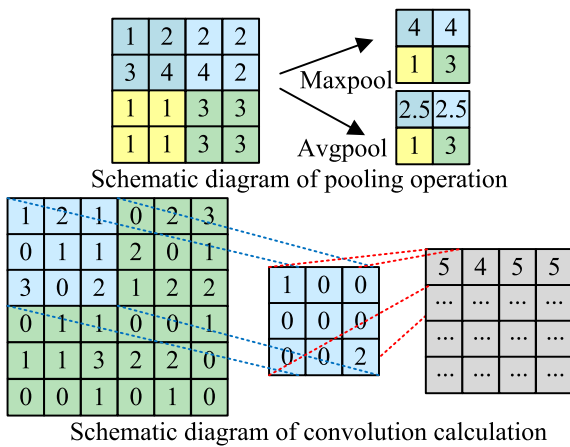 1 2 2 2
3 4 4 2
1 1 3 3
1 1 3 3
Maxpool
4 4
1 3
Avgpool
2.5 2.5
1 3
Schematic diagram of pooling operation
1 2 1 0 2 3
0 1 1 2 0 1
3 0 2 1 2 2
0 1 1 0 0 1
1 1 3 2 2 0
0 0 1 0 1 0
1 0 0
0 0 0
0 0 2
5 4 5 5
... ... ... ...
... ... ... ...
... ... ... ...
Schematic diagram of convolution calculation